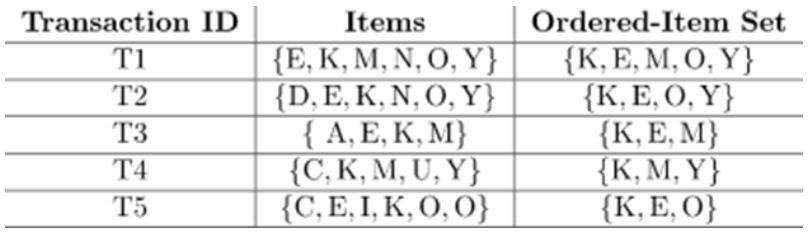 Transaction ID Items Ordered-Item Set
T1 {E, K, M, N, O, Y} {K, E, M, O, Y}
T2 {D, E, K, N, O, Y} {K, E, O, Y}
T3 { A, E, K, M} {K, E, M}
T4 {C, K, M, U, Y} {K, M, Y}
T5 {C, E, I, K, O, O} {K, E, O}